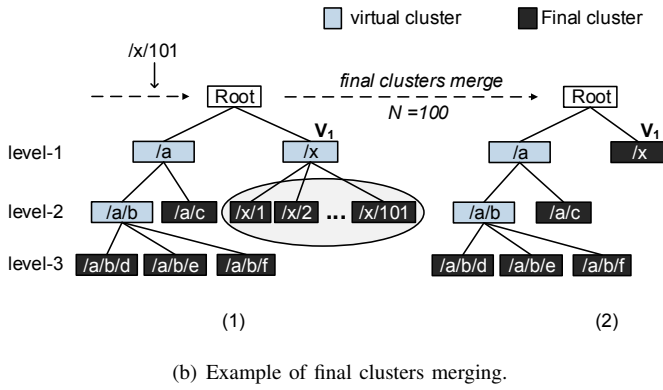 virtual cluster Final cluster
/x/101
Root final clusters merge Root
N =100
V1 V1
level-1 /a /x /a /x
level-2 /a/b /a/c /x/1 /x/2 ... /x/101 /a/b /a/c
level-3 /a/b/d /a/b/e /a/b/f /a/b/d /a/b/e /a/b/f
(1) (2)
(b) Example of final clusters merging.